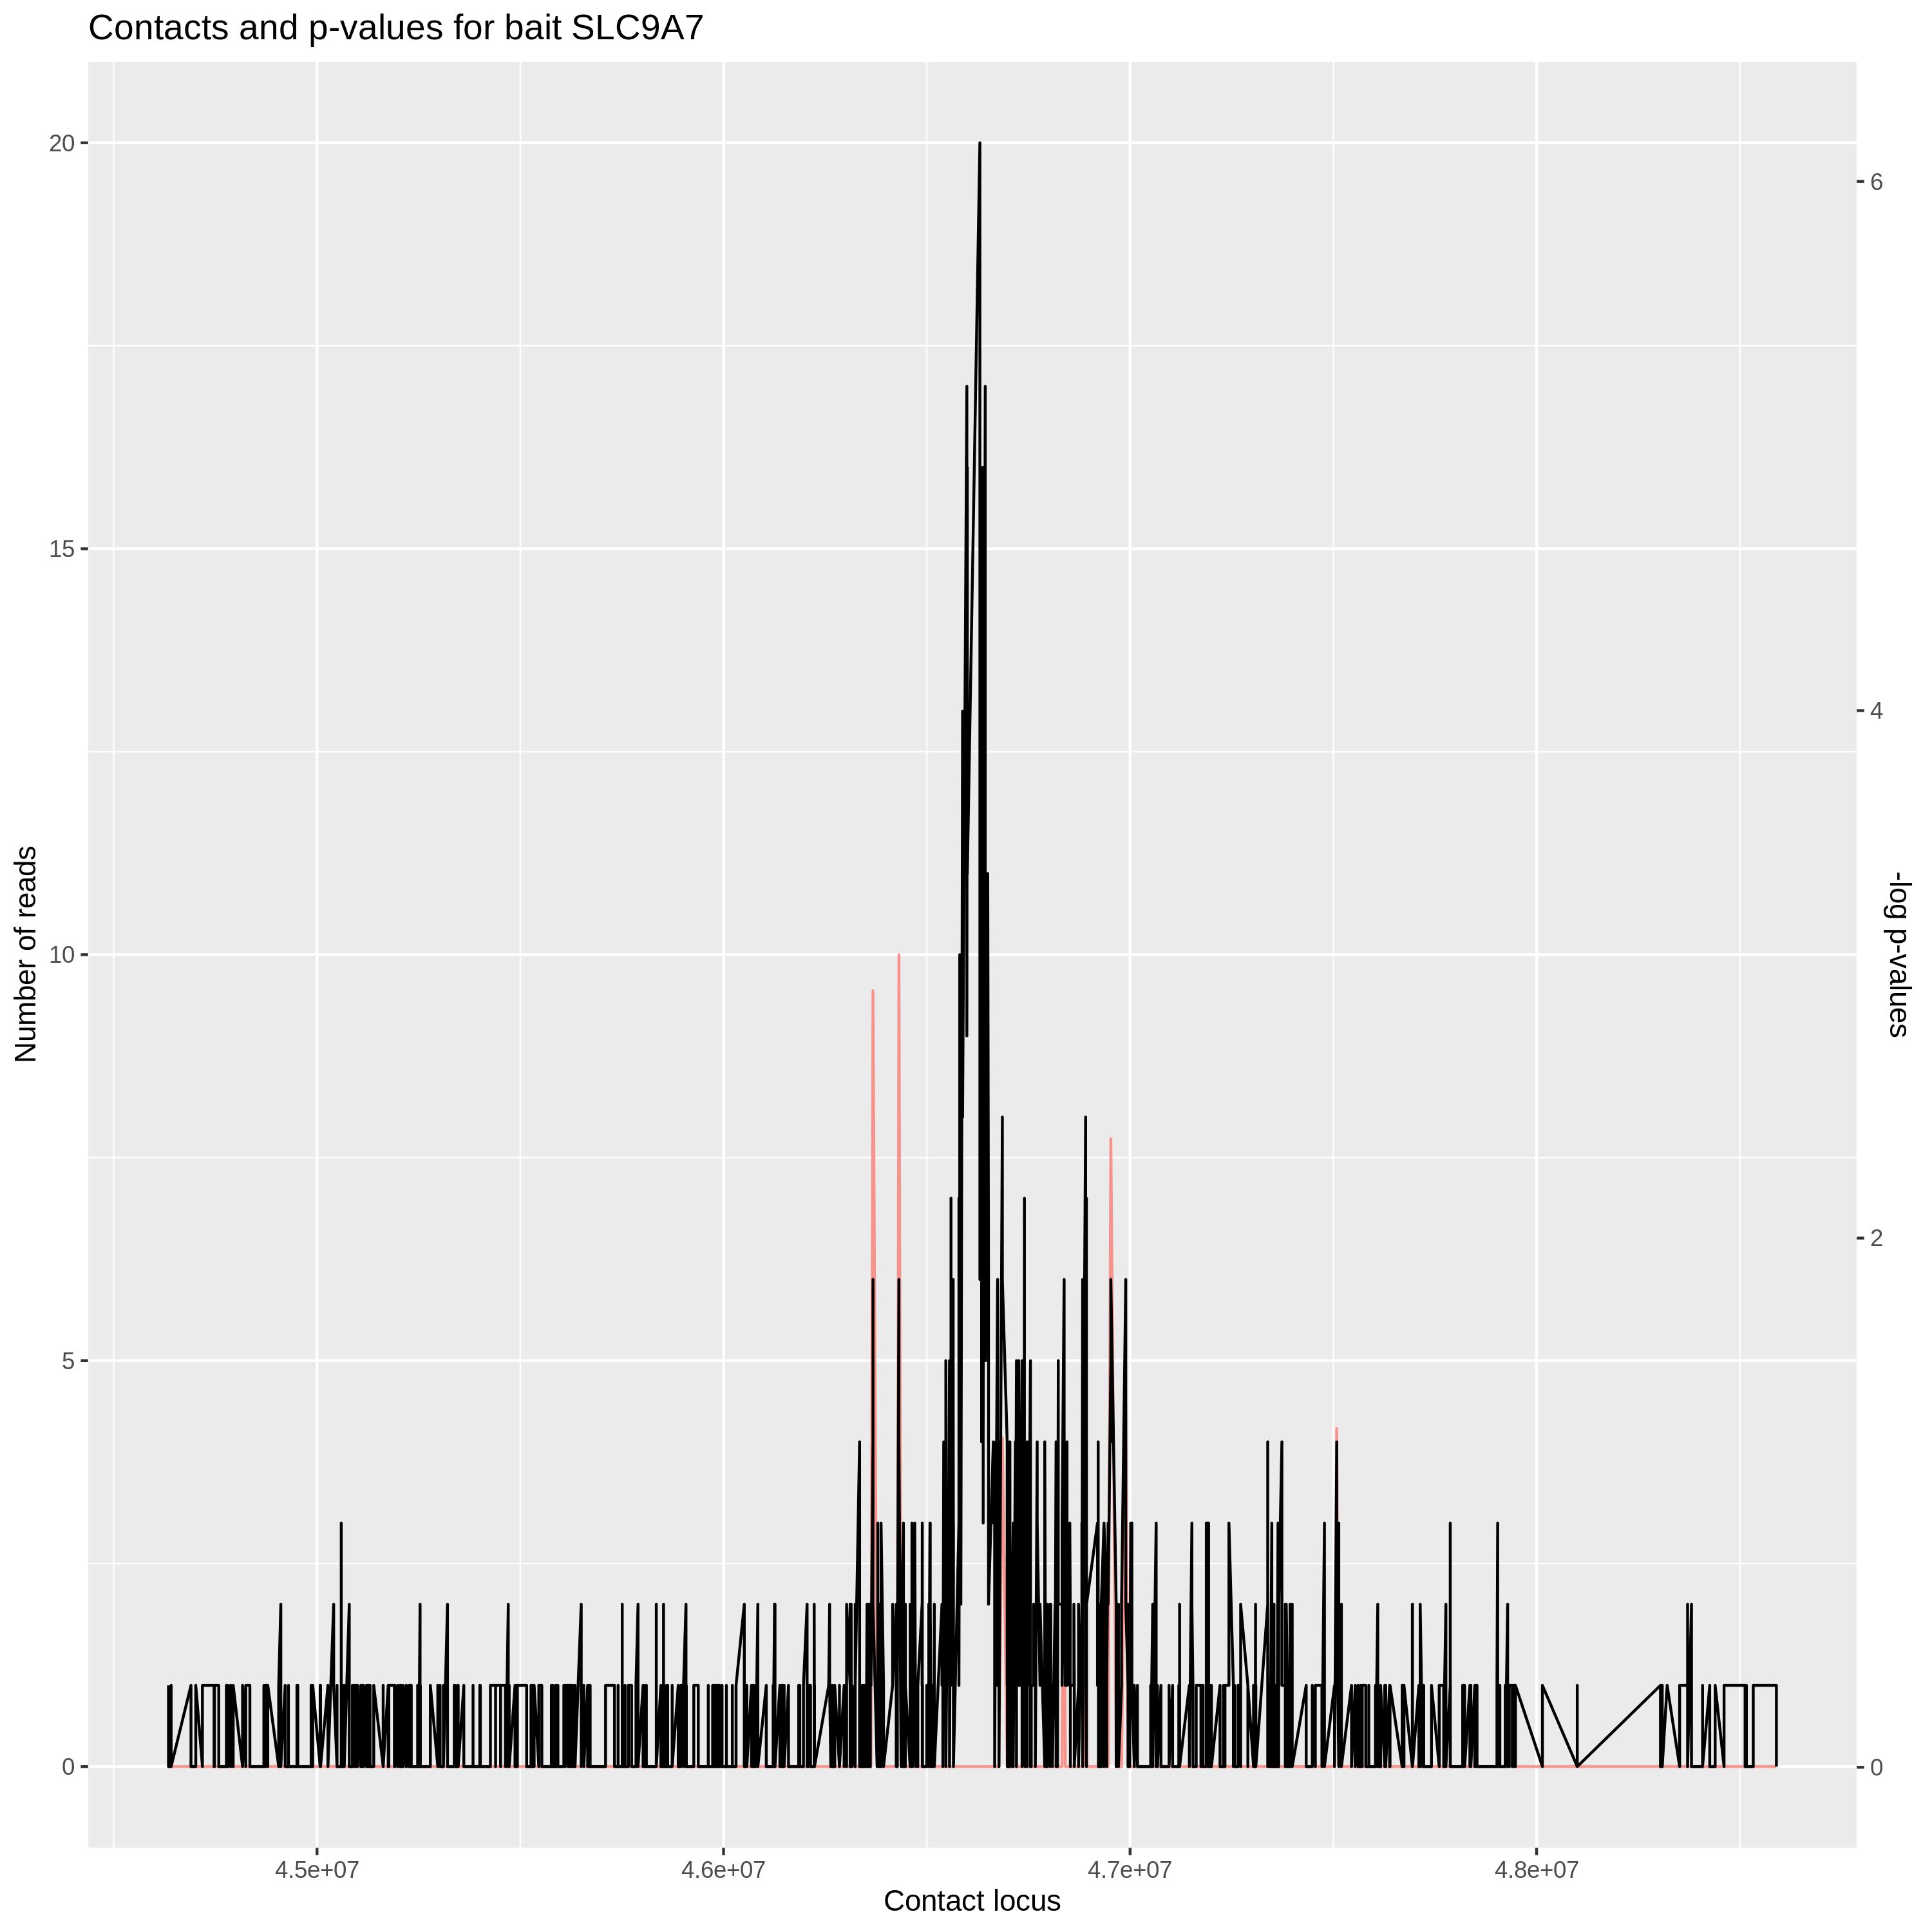 Contacts and p-values for bait SLC9A7
20
15
10
5
0
6
4
2
0
Number of reads
-log p-values
4.5e+07
4.6e+07
4.7e+07
4.8e+07
Contact locus